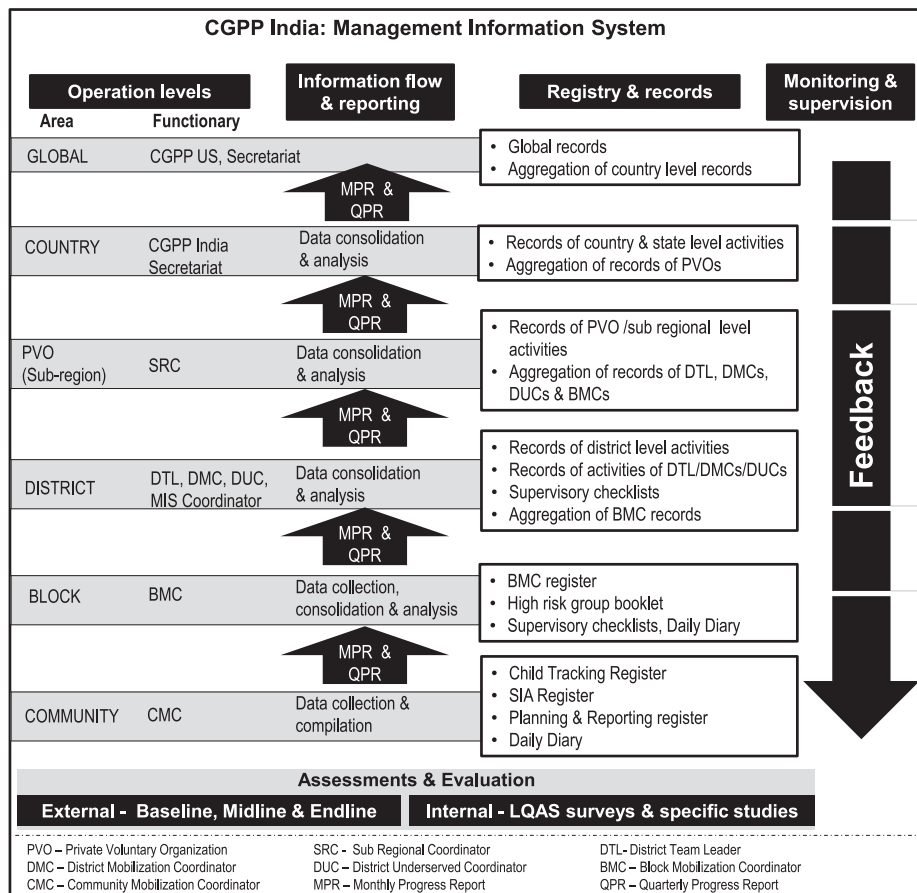 CGPP India: Management Information System
Operation levels
Information flow
& reporting
Registry & records
Monitoring &
supervision
Area
Functionary
GLOBAL
CGPP US, Secretariat
• Global records
• Aggregation of country level records
MPR &
QPR
COUNTRY
CGPP India
Secretariat
Data consolidation
& analysis
• Records of country & state level activities
• Aggregation of records of PVOs
MPR &
QPR
PVO
(Sub-region)
SRC
Data consolidation
& analysis
• Records of PVO /sub regional level
activities
• Aggregation of records of DTL, DMCs,
DUCs & BMCs
MPR &
QPR
DISTRICT
DTL, DMC, DUC,
MIS Coordinator
Data consolidation
& analysis
• Records of district level activities
• Records of activities of DTL/DMCs/DUCs
• Supervisory checklists
• Aggregation of BMC records
MPR &
QPR
BLOCK
BMC
Data collection,
consolidation & analysis
• BMC register
• High risk group booklet
• Supervisory checklists, Daily Diary
MPR &
QPR
COMMUNITY
CMC
Data collection &
compilation
• Child Tracking Register
• SIA Register
• Planning & Reporting register
• Daily Diary
Feedback
Assessments & Evaluation
External - Baseline, Midline & Endline
Internal - LQAS surveys & specific studies
PVO – Private Voluntary Organization
SRC - Sub Regional Coordinator
DTL- District Team Leader
DMC – District Mobilization Coordinator
DUC – District Underserved Coordinator
BMC – Block Mobilization Coordinator
CMC – Community Mobilization Coordinator
MPR – Monthly Progress Report
QPR – Quarterly Progress Report